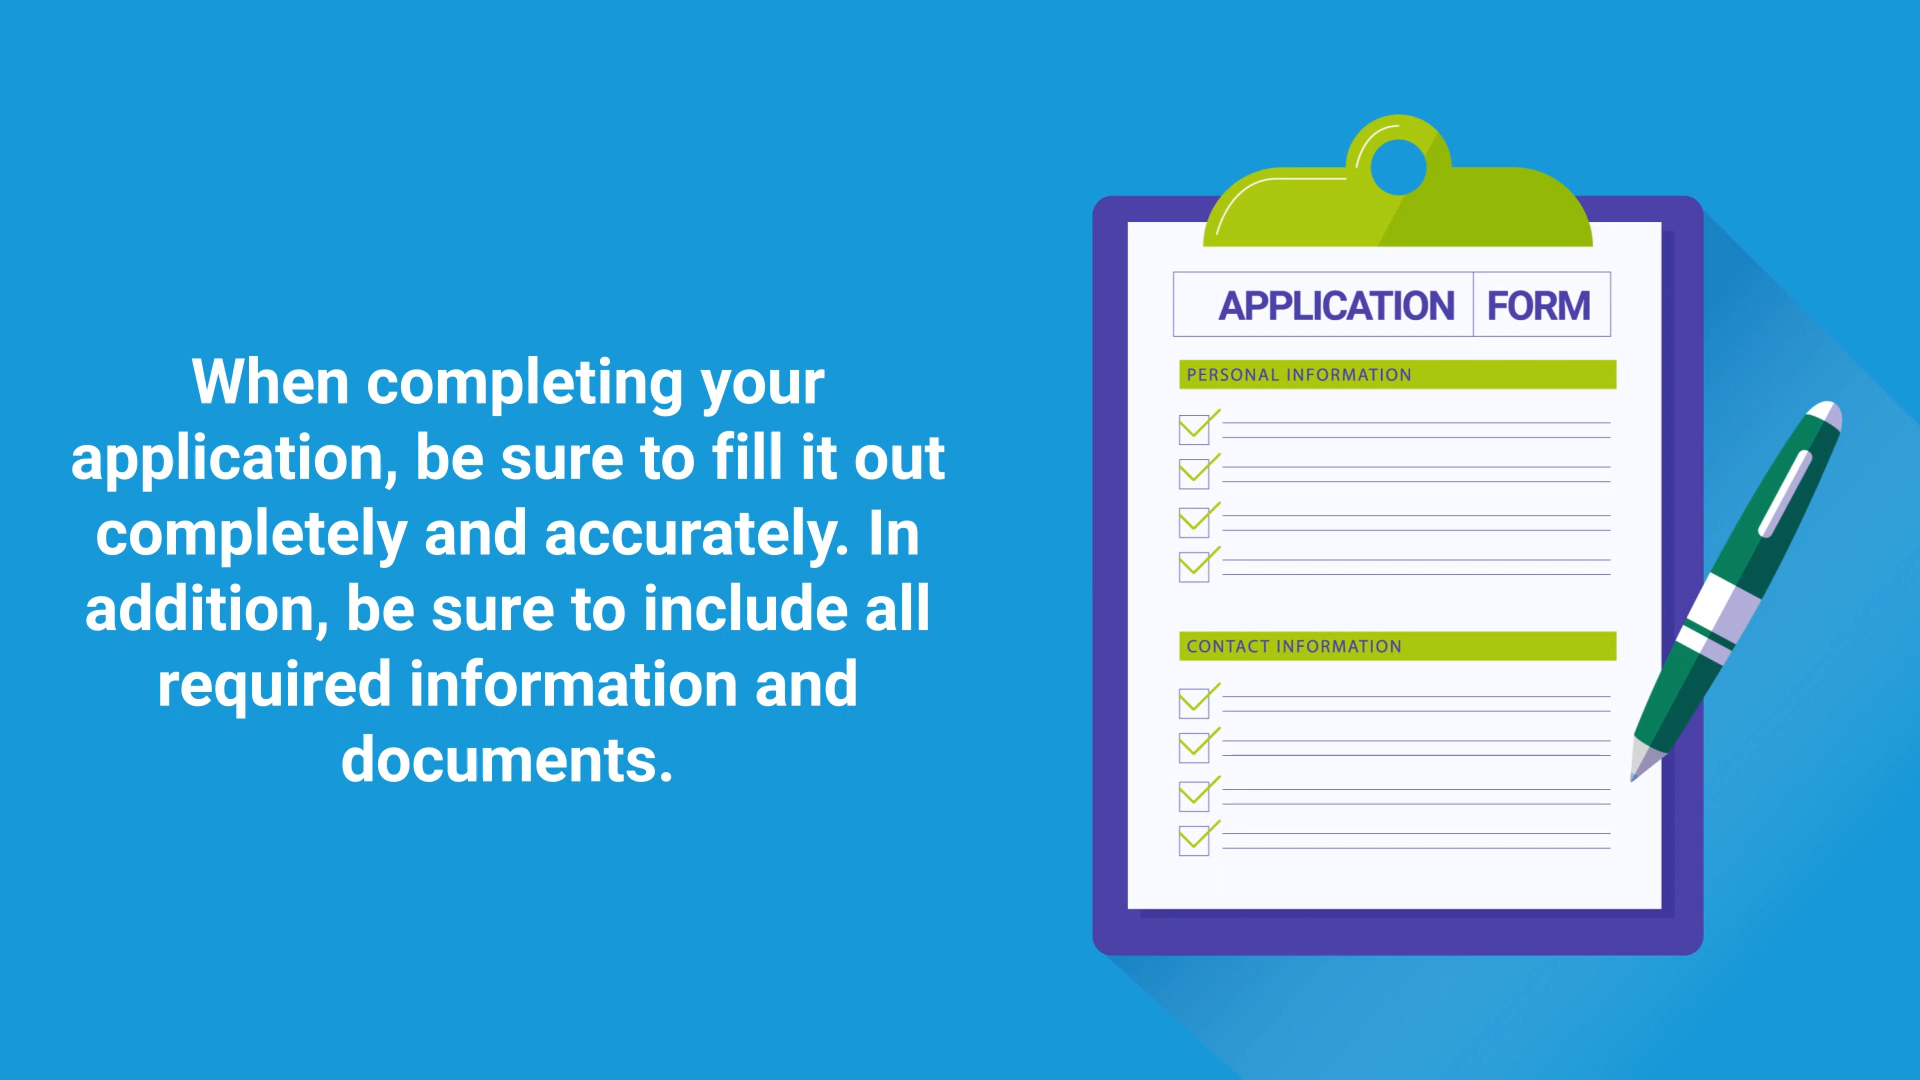 When completing your
application, be sure to fill it out
completely and accurately. In
addition, be sure to include all
required information and
documents.
APPLICATION FORM
PERSONAL INFORMATION
CONTACT INFORMATION